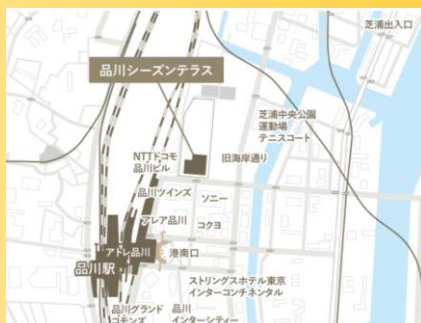 芝浦出入口
品川シーズンテラス
芝浦中央公園
運動場
テニスコート
NTTドコモ
品川ビル
旧海岸通り
品川ツインズ
ソニー
アレア品川
コクヨ
アトレ品川
港南口
品川駅
ストリングスホテル東京
インターコンチネンタル
品川グランド
コモンズ
品川
インターシティー